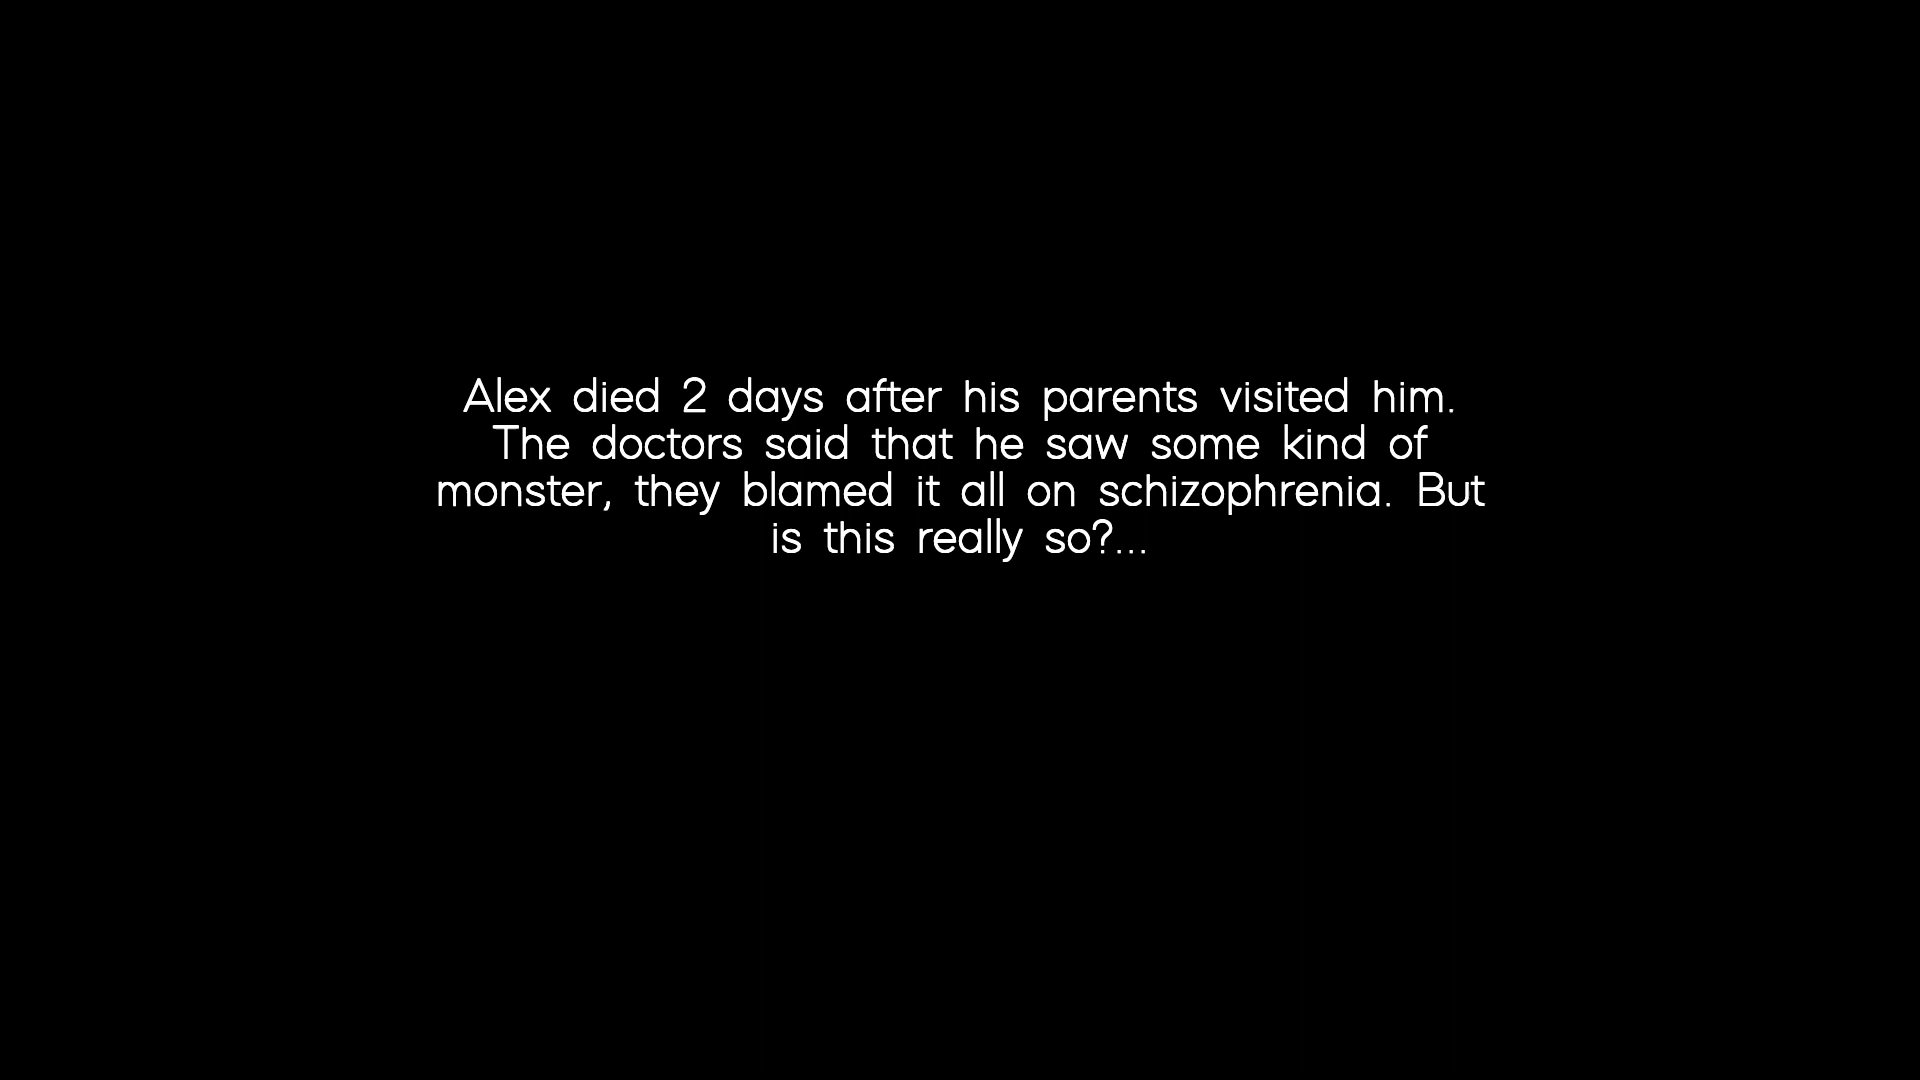 Alex died 2 days after his parents visited him.
The doctors said that he saw some kind of
monster, they blamed it all on schizophrenia. But
is this really so?...